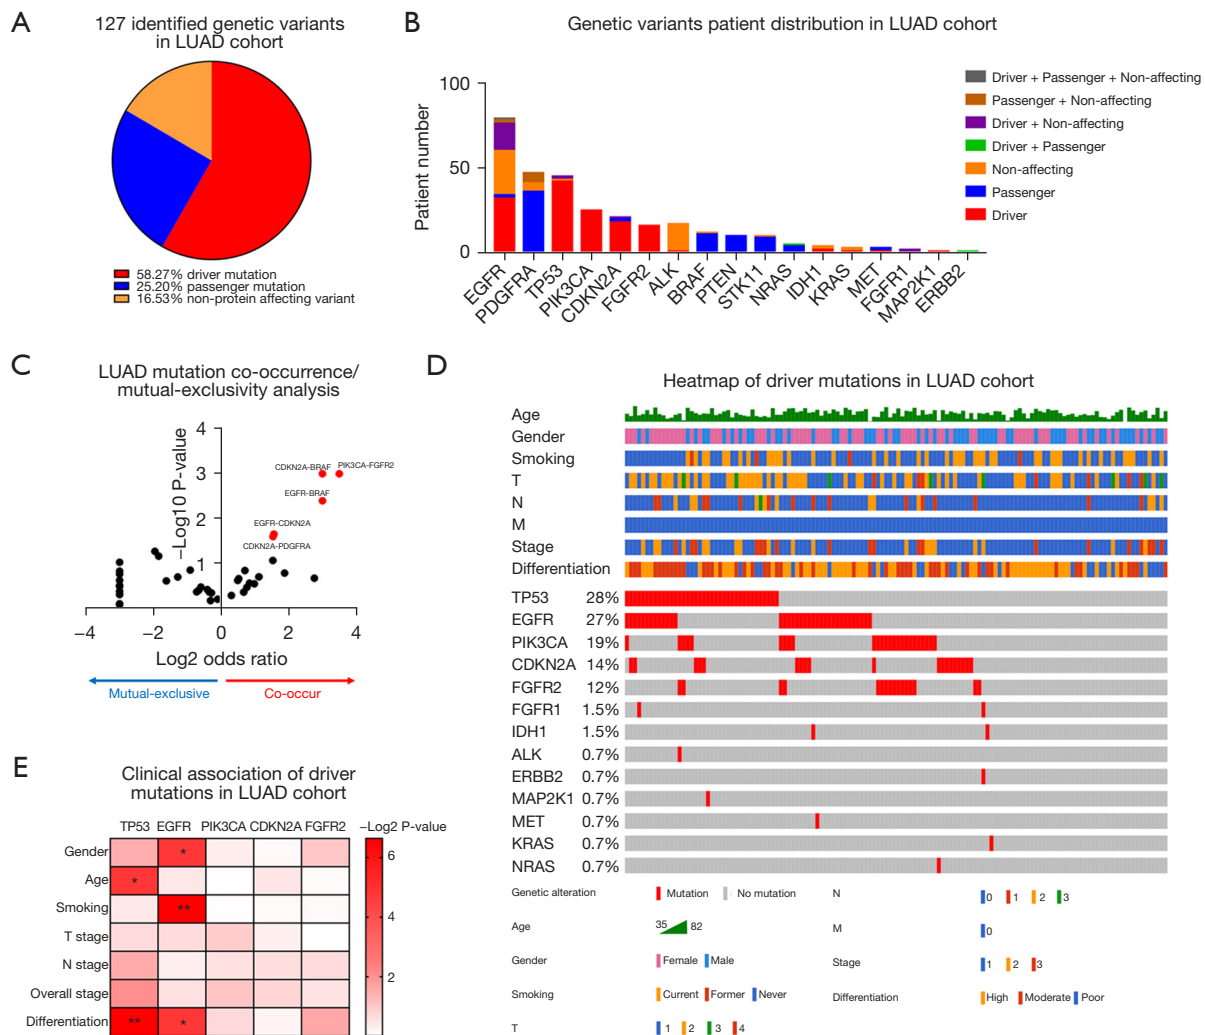 A
127 identified genetic variants
in LUAD cohort
58.27% driver mutation
25.20% passenger mutation
16.53% non-protein affecting variant
B
Genetic variants patient distribution in LUAD cohort
Patient number
100
50
0
EGFR
PDGFRA
TP53
PIK3CA
CDKN2A
FGFR2
ALK
BRAF
PTEN
STK11
NRAS
IDH1
KRAS
MET
FGFR1
MAP2K1
ERBB2
Driver + Passenger + Non-affecting
Passenger + Non-affecting
Driver + Non-affecting
Driver + Passenger
Non-affecting
Passenger
Driver
C
LUAD mutation co-occurrence/
mutual-exclusivity analysis
−Log10 P-value
4
3
2
1
CDKN2A-BRAF
PIK3CA-FGFR2
EGFR-BRAF
EGFR-CDKN2A
CDKN2A-PDGFRA
−4 −2 0 2 4
Log2 odds ratio
Mutual-exclusive
Co-occur
D
Heatmap of driver mutations in LUAD cohort
Age
Gender
Smoking
T
N
M
Stage
Differentiation
TP53 28%
EGFR 27%
PIK3CA 19%
CDKN2A 14%
FGFR2 12%
FGFR1 1.5%
IDH1 1.5%
ALK 0.7%
ERBB2 0.7%
MAP2K1 0.7%
MET 0.7%
KRAS 0.7%
NRAS 0.7%
Genetic alteration Mutation No mutation
Age 35 82
Gender Female Male
Smoking Current Former Never
T 1 2 3 4
N 0 1 2 3
M 0
Stage 1 2 3
Differentiation High Moderate Poor
E
Clinical association of driver
mutations in LUAD cohort
TP53 EGFR PIK3CA CDKN2A FGFR2
−Log2 P-value
6
4
2
Gender *
Age *
Smoking **
T stage
N stage
Overall stage
Differentiation ** *